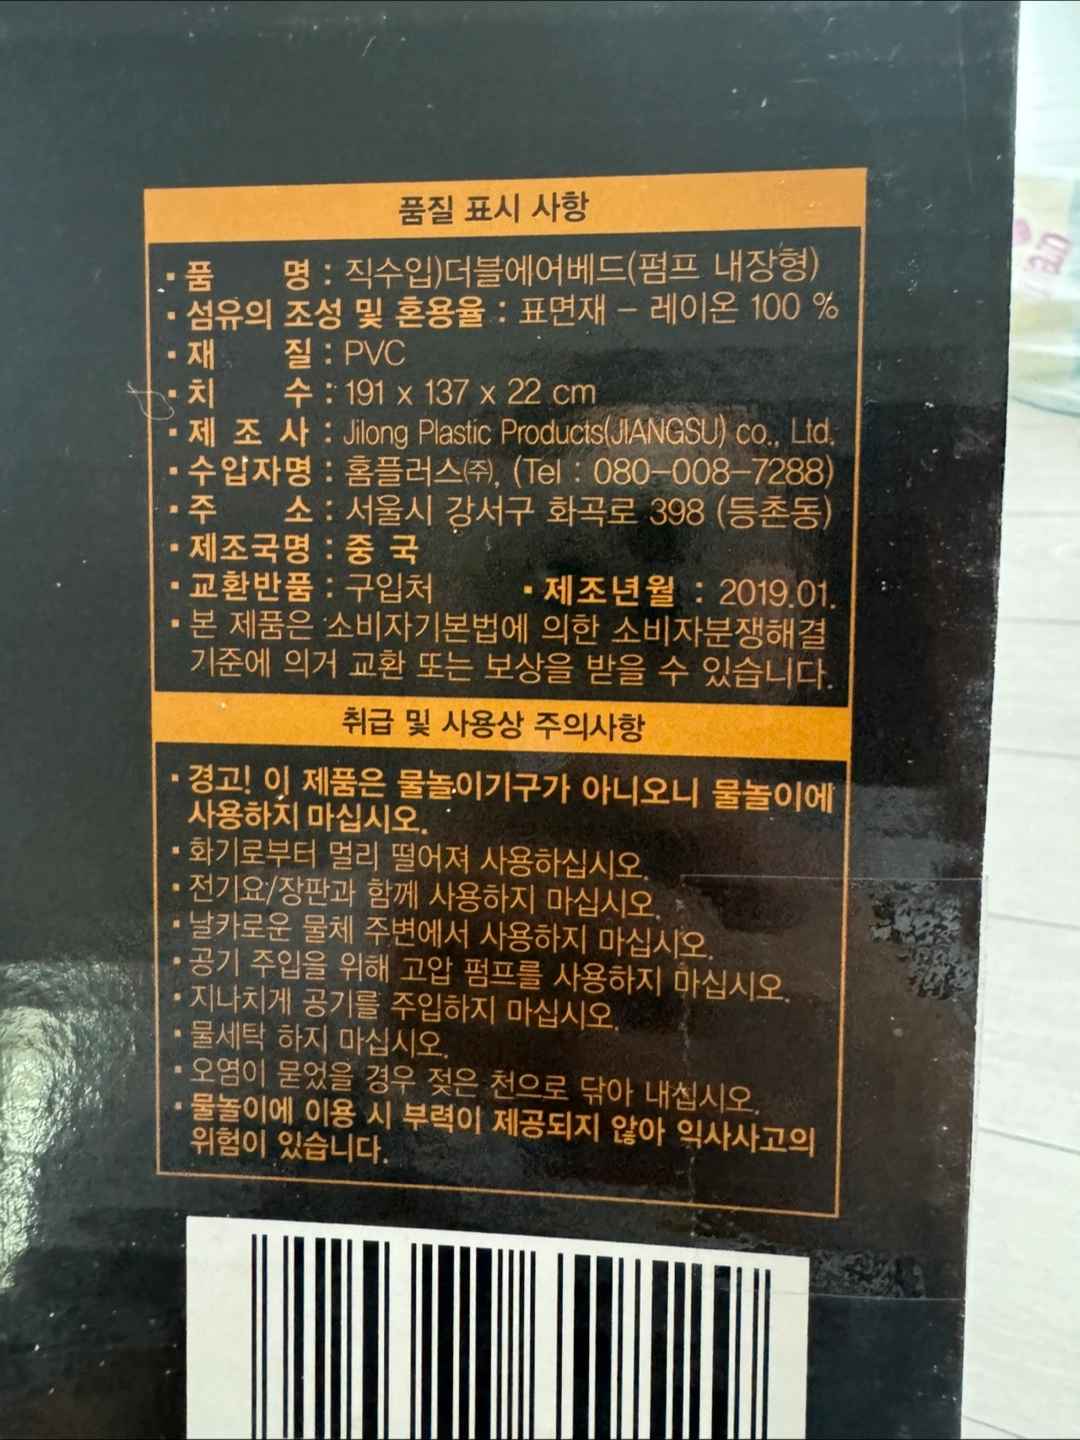 품질 표시 사항
▪ 품 명 : 직수입)더블에어베드(펌프 내장형)
▪ 섬유의 조성 및 혼용율 : 표면재 – 레이온 100 %
▪ 재 질 : PVC
▪ 치 수 : 191 x 137 x 22 cm
▪ 제 조 사 : Jilong Plastic Products(JIANGSU) co., Ltd.
▪ 수입자명 : 홈플러스㈜, (Tel : 080-008-7288)
▪ 주 소 : 서울시 강서구 화곡로 398 (등촌동)
▪ 제조국명 : 중 국
▪ 교환반품 : 구입처 ▪ 제조년월 : 2019.01.
▪ 본 제품은 소비자기본법에 의한 소비자분쟁해결
기준에 의거 교환 또는 보상을 받을 수 있습니다.
취급 및 사용상 주의사항
▪ 경고! 이 제품은 물놀이기구가 아니오니 물놀이에
사용하지 마십시오.
▪ 화기로부터 멀리 떨어져 사용하십시오.
▪ 전기요/장판과 함께 사용하지 마십시오.
▪ 날카로운 물체 주변에서 사용하지 마십시오.
▪ 공기 주입을 위해 고압 펌프를 사용하지 마십시오.
▪ 지나치게 공기를 주입하지 마십시오.
▪ 물세탁 하지 마십시오.
▪ 오염이 묻었을 경우 젖은 천으로 닦아 내십시오.
▪ 물놀이에 이용 시 부력이 제공되지 않아 익사사고의
위험이 있습니다.